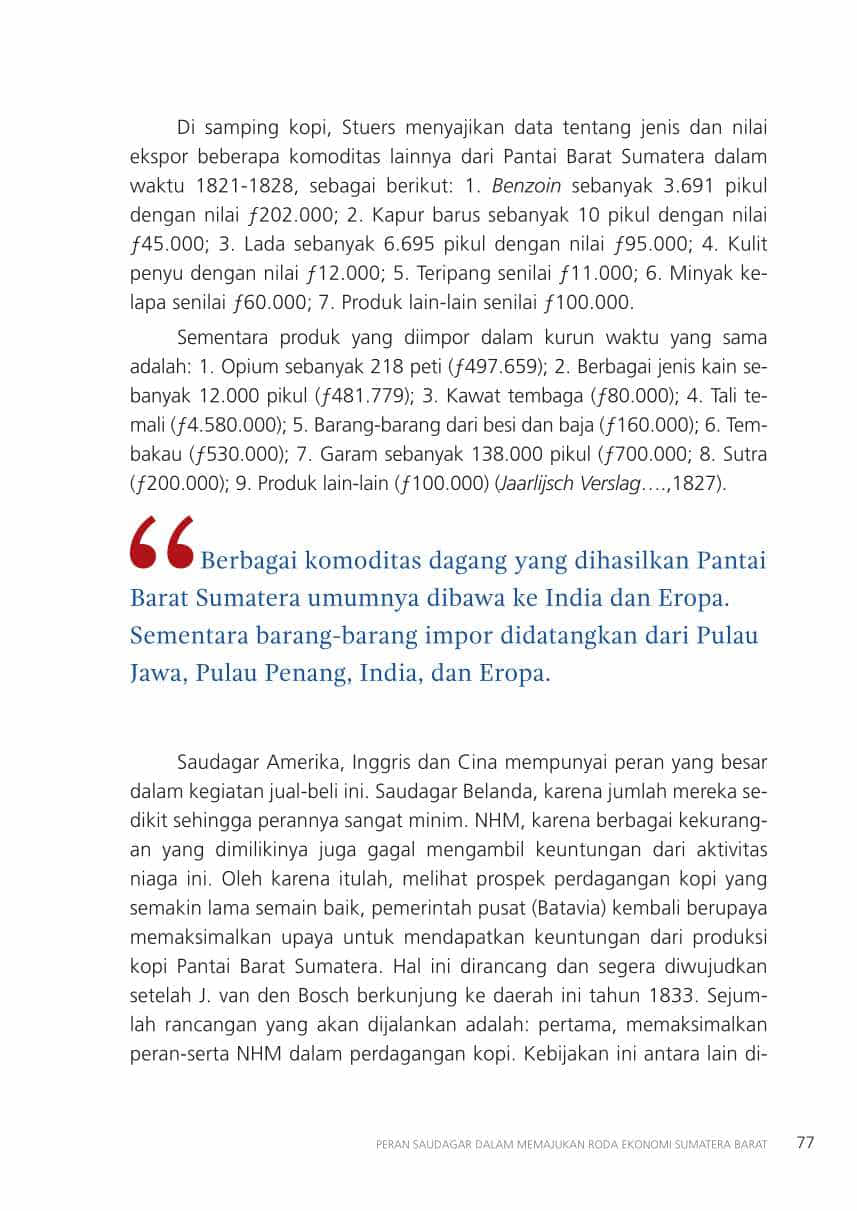 Di samping kopi, Stuers menyajikan data tentang jenis dan nilai
ekspor beberapa komoditas lainnya dari Pantai Barat Sumatera dalam
waktu 1821-1828, sebagai berikut: 1. Benzoin sebanyak 3.691 pikul
dengan nilai ƒ202.000; 2. Kapur barus sebanyak 10 pikul dengan nilai
ƒ45.000; 3. Lada sebanyak 6.695 pikul dengan nilai ƒ95.000; 4. Kulit
penyu dengan nilai ƒ12.000; 5. Teripang senilai ƒ11.000; 6. Minyak ke-
lapa senilai ƒ60.000; 7. Produk lain-lain senilai ƒ100.000.
Sementara produk yang diimpor dalam kurun waktu yang sama
adalah: 1. Opium sebanyak 218 peti (ƒ497.659); 2. Berbagai jenis kain se-
banyak 12.000 pikul (ƒ481.779); 3. Kawat tembaga (ƒ80.000); 4. Tali te-
mali (ƒ4.580.000); 5. Barang-barang dari besi dan baja (ƒ160.000); 6. Tem-
bakau (ƒ530.000); 7. Garam sebanyak 138.000 pikul (ƒ700.000; 8. Sutra
(ƒ200.000); 9. Produk lain-lain (ƒ100.000) (Jaarlijsch Verslag….,1827).
“Berbagai komoditas dagang yang dihasilkan Pantai
Barat Sumatera umumnya dibawa ke India dan Eropa.
Sementara barang-barang impor didatangkan dari Pulau
Jawa, Pulau Penang, India, dan Eropa.
Saudagar Amerika, Inggris dan Cina mempunyai peran yang besar
dalam kegiatan jual-beli ini. Saudagar Belanda, karena jumlah mereka se-
dikit sehingga perannya sangat minim. NHM, karena berbagai kekurang-
an yang dimilikinya juga gagal mengambil keuntungan dari aktivitas
niaga ini. Oleh karena itulah, melihat prospek perdagangan kopi yang
semakin lama semain baik, pemerintah pusat (Batavia) kembali berupaya
memaksimalkan upaya untuk mendapatkan keuntungan dari produksi
kopi Pantai Barat Sumatera. Hal ini dirancang dan segera diwujudkan
setelah J. van den Bosch berkunjung ke daerah ini tahun 1833. Sejum-
lah rancangan yang akan dijalankan adalah: pertama, memaksimalkan
peran-serta NHM dalam perdagangan kopi. Kebijakan ini antara lain di-
PERAN SAUDAGAR DALAM MEMAJUKAN RODA EKONOMI SUMATERA BARAT 77